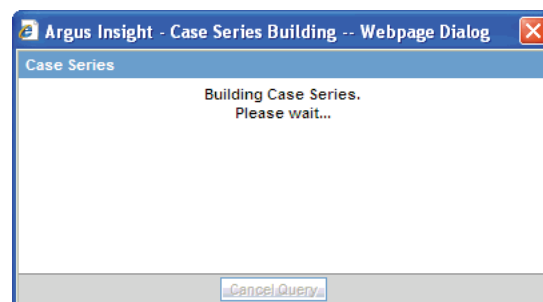 Argus Insight - Case Series Building -- Webpage Dialog
Case Series
Building Case Series.
Please wait...
Cancel Query